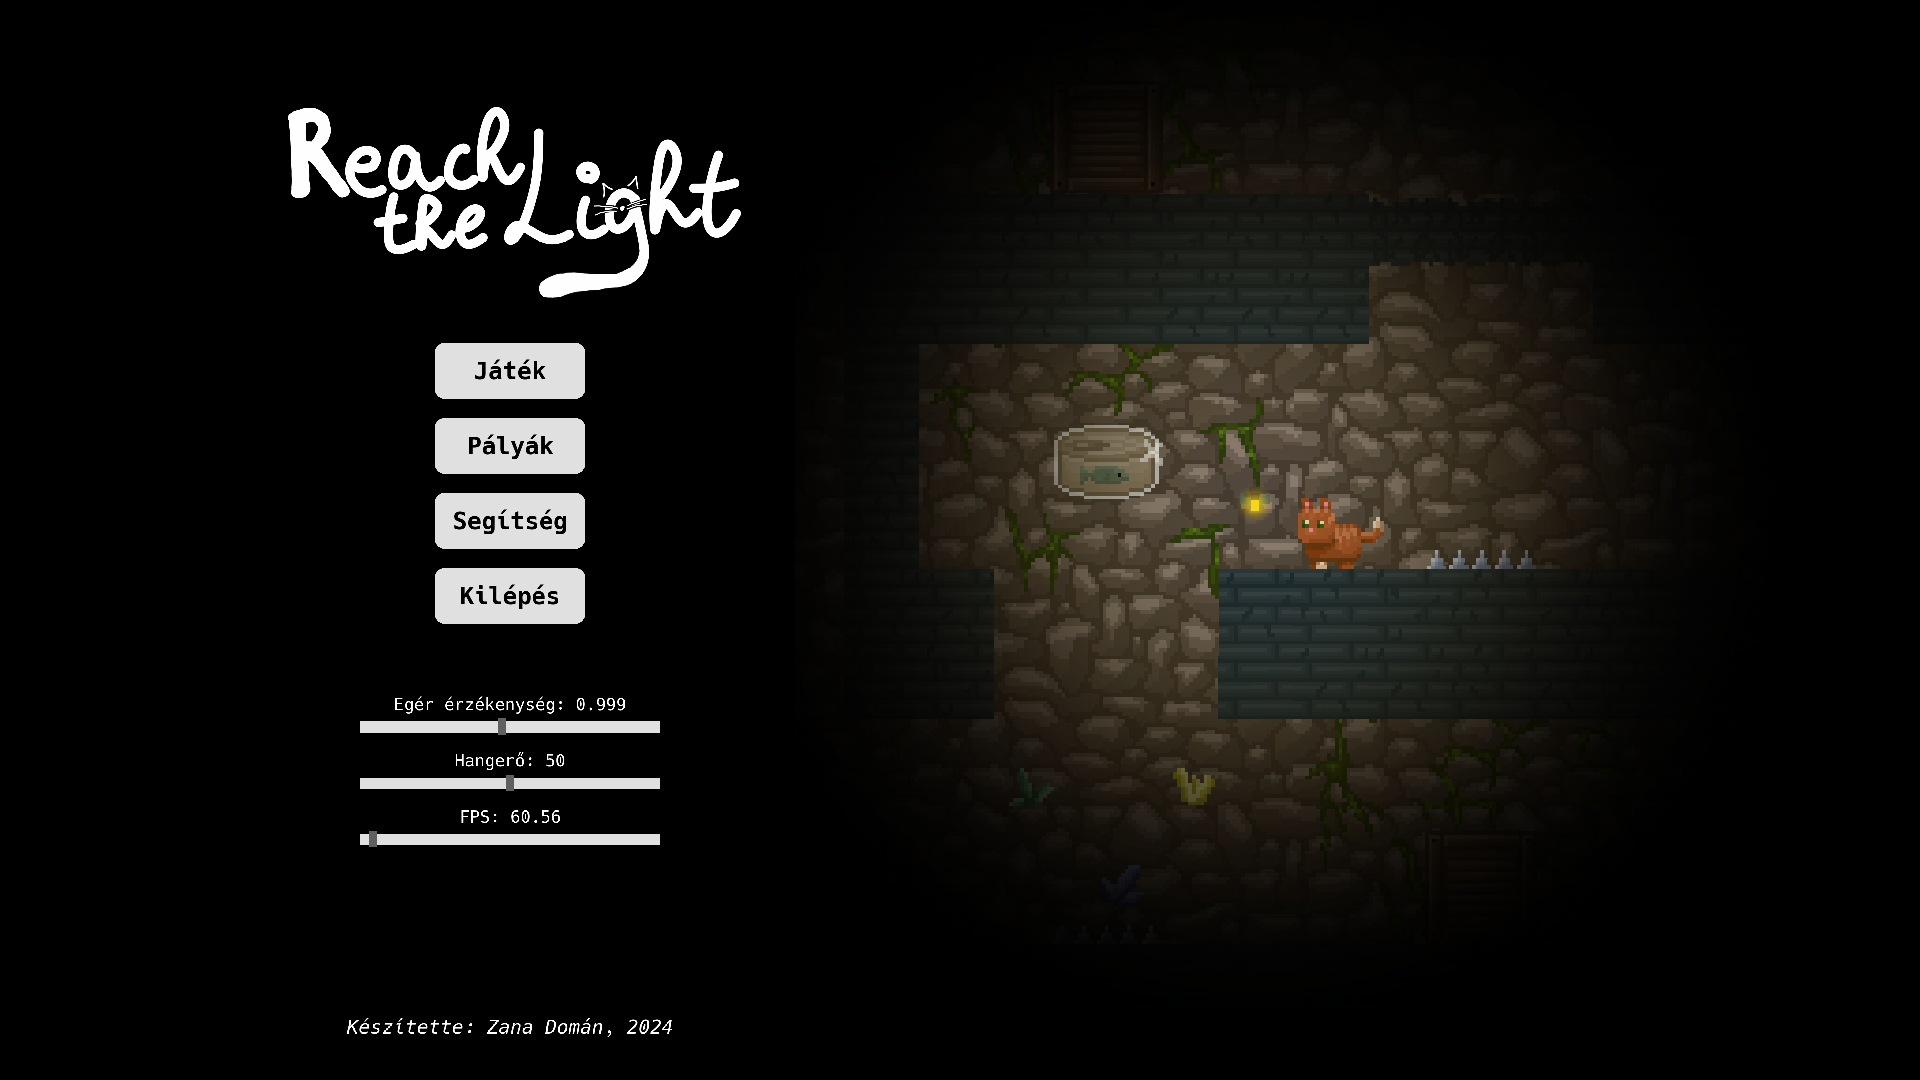 Reach
the Light
Játék
Pályák
Segítség
Kilépés
Egér érzékenység: 0.999
Hangerő: 50
FPS: 60.56
Készítette: Zana Domán, 2024